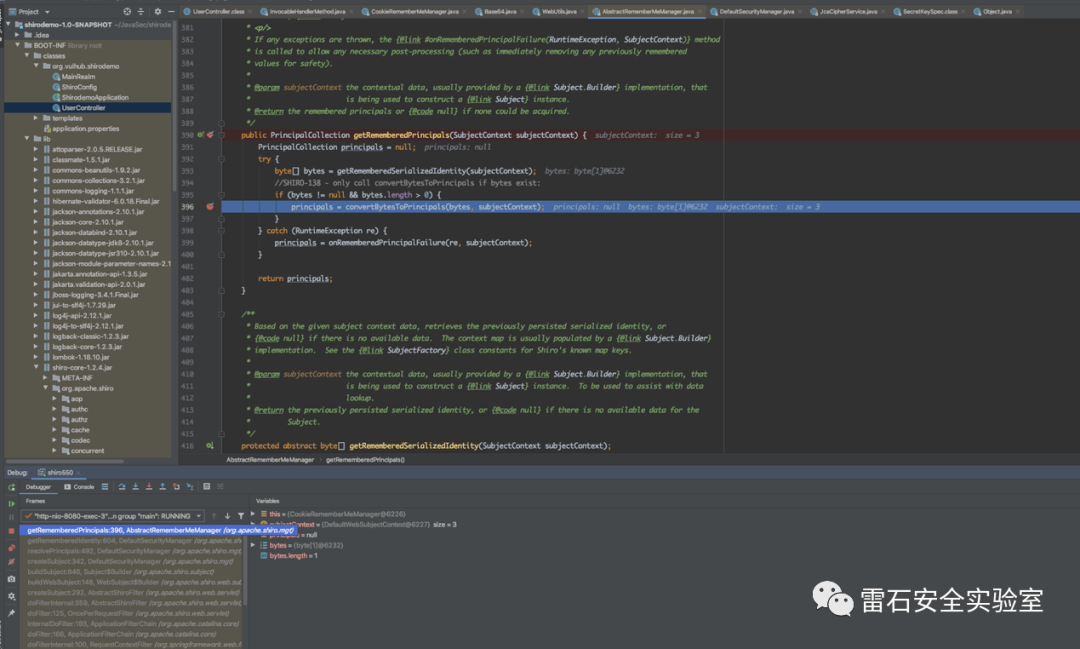 Project
UserController.class
InvocableHandlerMethod.java
CookieRememberMeManager.java
Base64.java
WebUtils.java
AbstractRememberMeManager.java
DefaultSecurityManager.java
JcaCipherService.java
SecretKeySpec.class
Object.java
shirodemo-1.0-SNAPSHOT ~/JavaSec/shirode
.idea
BOOT-INF library root
classes
org.vulhub.shirodemo
MainRealm
ShiroConfig
ShirodemoApplication
UserController
templates
application.properties
lib
attoparser-2.0.5.RELEASE.jar
classmate-1.5.1.jar
commons-beanutils-1.9.2.jar
commons-collections-3.2.1.jar
commons-logging-1.1.1.jar
hibernate-validator-6.0.18.Final.jar
jackson-annotations-2.10.1.jar
jackson-core-2.10.1.jar
jackson-databind-2.10.1.jar
jackson-datatype-jdk8-2.10.1.jar
jackson-datatype-jsr310-2.10.1.jar
jackson-module-parameter-names-2.1
jakarta.annotation-api-1.3.5.jar
jakarta.validation-api-2.0.1.jar
jboss-logging-3.4.1.Final.jar
jul-to-slf4j-1.7.29.jar
log4j-api-2.12.1.jar
log4j-to-slf4j-2.12.1.jar
logback-classic-1.2.3.jar
logback-core-1.2.3.jar
lombok-1.18.10.jar
shiro-core-1.2.4.jar
META-INF
org.apache.shiro
aop
authc
authz
cache
codec
concurrent
381 * <p/>
382 * If any exceptions are thrown, the {@link #onRememberedPrincipalFailure(RuntimeException, SubjectContext)} method
383 * is called to allow any necessary post-processing (such as immediately removing any previously remembered
384 * values for safety).
385 *
386 * @param subjectContext the contextual data, usually provided by a {@link Subject.Builder} implementation, that
387 * is being used to construct a {@link Subject} instance.
388 * @return the remembered principals or {@code null} if none could be acquired.
389 */
390 public PrincipalCollection getRememberedPrincipals(SubjectContext subjectContext) { subjectContext: size = 3
391 PrincipalCollection principals = null; principals: null
392 try {
393 byte[] bytes = getRememberedSerializedIdentity(subjectContext); bytes: byte[1]@6232
394 //SHIRO-138 - only call convertBytesToPrincipals if bytes exist:
395 if (bytes != null && bytes.length > 0) {
396 principals = convertBytesToPrincipals(bytes, subjectContext); principals: null bytes: byte[1]@6232 subjectContext: size = 3
397 }
398 } catch (RuntimeException re) {
399 principals = onRememberedPrincipalFailure(re, subjectContext);
400 }
401
402 return principals;
403 }
404
405 /**
406 * Based on the given subject context data, retrieves the previously persisted serialized identity, or
407 * {@code null} if there is no available data. The context map is usually populated by a {@link Subject.Builder}
408 * implementation. See the {@link SubjectFactory} class constants for Shiro's known map keys.
409 *
410 * @param subjectContext the contextual data, usually provided by a {@link Subject.Builder} implementation, that
411 * is being used to construct a {@link Subject} instance. To be used to assist with data
412 * lookup.
413 * @return the previously persisted serialized identity, or {@code null} if there is no available data for the
414 * Subject.
415 */
416 protected abstract byte[] getRememberedSerializedIdentity(SubjectContext subjectContext);
AbstractRememberMeManager › getRememberedPrincipals()
Debug: shiro550
Debugger Console
Frames
"http-nio-8080-exec-3"...n group "main": RUNNING
getRememberedPrincipals:396, AbstractRememberMeManager (org.apache.shiro.mgt)
getRememberedIdentity:604, DefaultSecurityManager (org.apache.shiro.mgt)
resolvePrincipals:492, DefaultSecurityManager (org.apache.shiro.mgt)
createSubject:342, DefaultSecurityManager (org.apache.shiro.mgt)
buildSubject:846, Subject$Builder (org.apache.shiro.subject)
buildWebSubject:148, WebSubject$Builder (org.apache.shiro.web.sub
createSubject:292, AbstractShiroFilter (org.apache.shiro.web.servlet)
doFilterInternal:359, AbstractShiroFilter (org.apache.shiro.web.servlet)
doFilter:125, OncePerRequestFilter (org.apache.shiro.web.servlet)
internalDoFilter:193, ApplicationFilterChain (org.apache.catalina.core)
doFilter:166, ApplicationFilterChain (org.apache.catalina.core)
doFilterInternal:100, RequestContextFilter (org.springframework.web.f
Variables
this = {CookieRememberMeManager@6226}
subjectContext = {DefaultWebSubjectContext@6227} size = 3
principals = null
bytes = {byte[1]@6232}
bytes.length = 1
雷石安全实验室